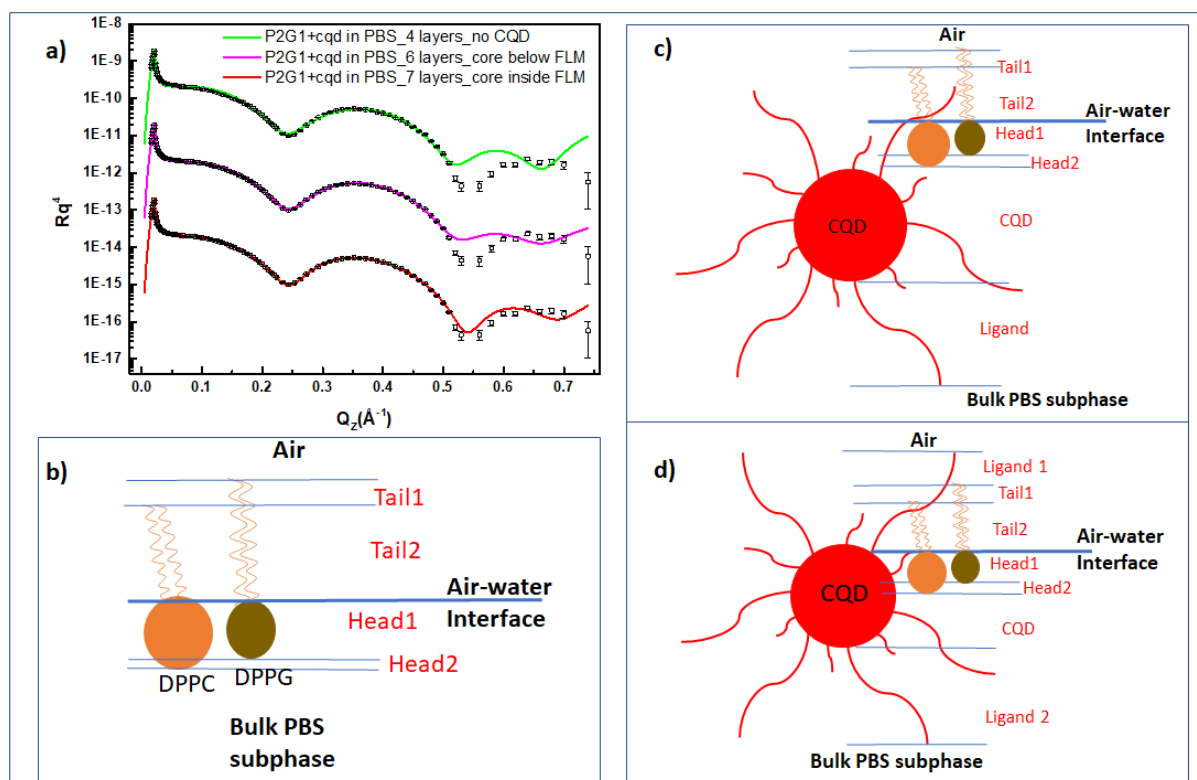 a)
1E-8
1E-9
1E-10
1E-11
1E-12
1E-13
1E-14
1E-15
1E-16
1E-17
Rq⁴
P2G1+cqd in PBS_4 layers_no CQD
P2G1+cqd in PBS_6 layers_core below FLM
P2G1+cqd in PBS_7 layers_core inside FLM
0.0 0.1 0.2 0.3 0.4 0.5 0.6 0.7
Q_Z(Å⁻¹)
b)
Air
Tail1
Tail2
Air-water
Interface
Head1
Head2
DPPC DPPG
Bulk PBS
subphase
c)
Air
Tail1
Tail2
Air-water
Interface
Head1
Head2
CQD
CQD
Ligand
Bulk PBS subphase
d)
Air
Ligand 1
Tail1
Tail2
Air-water
Interface
Head1
Head2
CQD
CQD
Ligand 2
Bulk PBS subphase